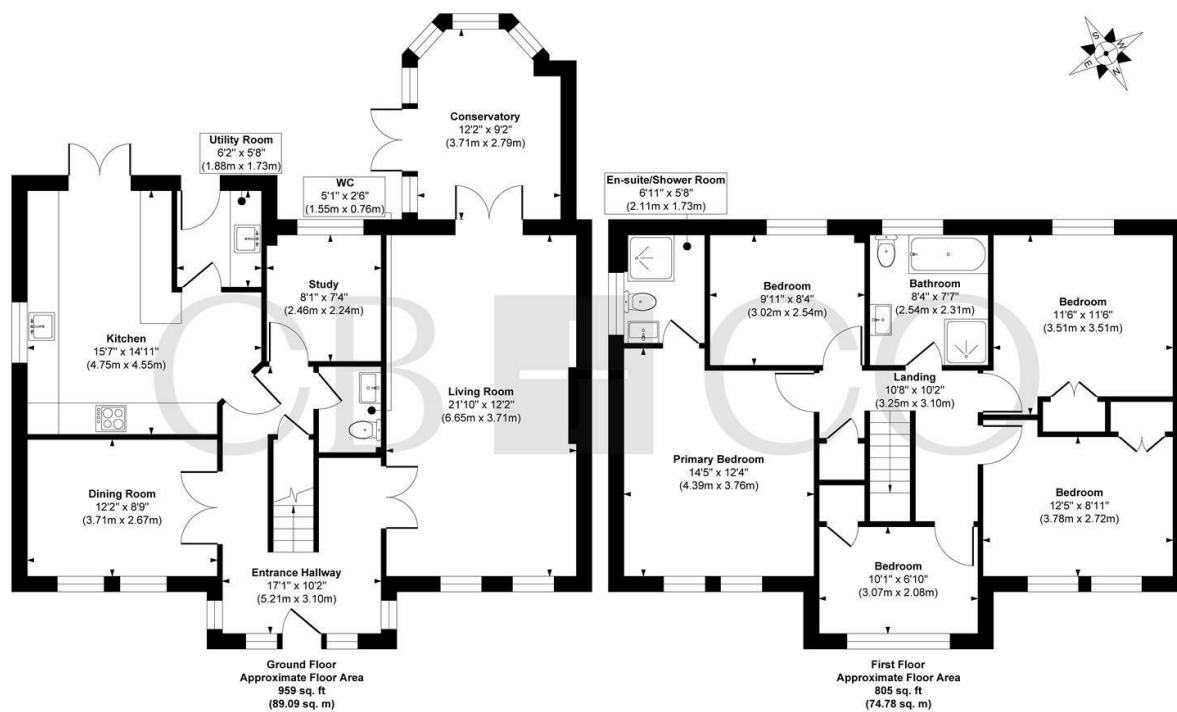 Utility Room
6'2" x 5'8"
(1.88m x 1.73m)
WC
5'1" x 2'6"
(1.55m x 0.76m)
Conservatory
12'2" x 9'2"
(3.71m x 2.79m)
Study
8'1" x 7'4"
(2.46m x 2.24m)
Kitchen
15'7" x 14'11"
(4.75m x 4.55m)
Living Room
21'10" x 12'2"
(6.65m x 3.71m)
Dining Room
12'2" x 8'9"
(3.71m x 2.67m)
Entrance Hallway
17'1" x 10'2"
(5.21m x 3.10m)
Ground Floor
Approximate Floor Area
959 sq. ft
(89.09 sq. m)
S
W
E
N
En-suite/Shower Room
6'11" x 5'8"
(2.11m x 1.73m)
Bedroom
9'11" x 8'4"
(3.02m x 2.54m)
Bathroom
8'4" x 7'7"
(2.54m x 2.31m)
Bedroom
11'6" x 11'6"
(3.51m x 3.51m)
Landing
10'8" x 10'2"
(3.25m x 3.10m)
Primary Bedroom
14'5" x 12'4"
(4.39m x 3.76m)
Bedroom
12'5" x 8'11"
(3.78m x 2.72m)
Bedroom
10'1" x 6'10"
(3.07m x 2.08m)
First Floor
Approximate Floor Area
805 sq. ft
(74.78 sq. m)
CB+CO